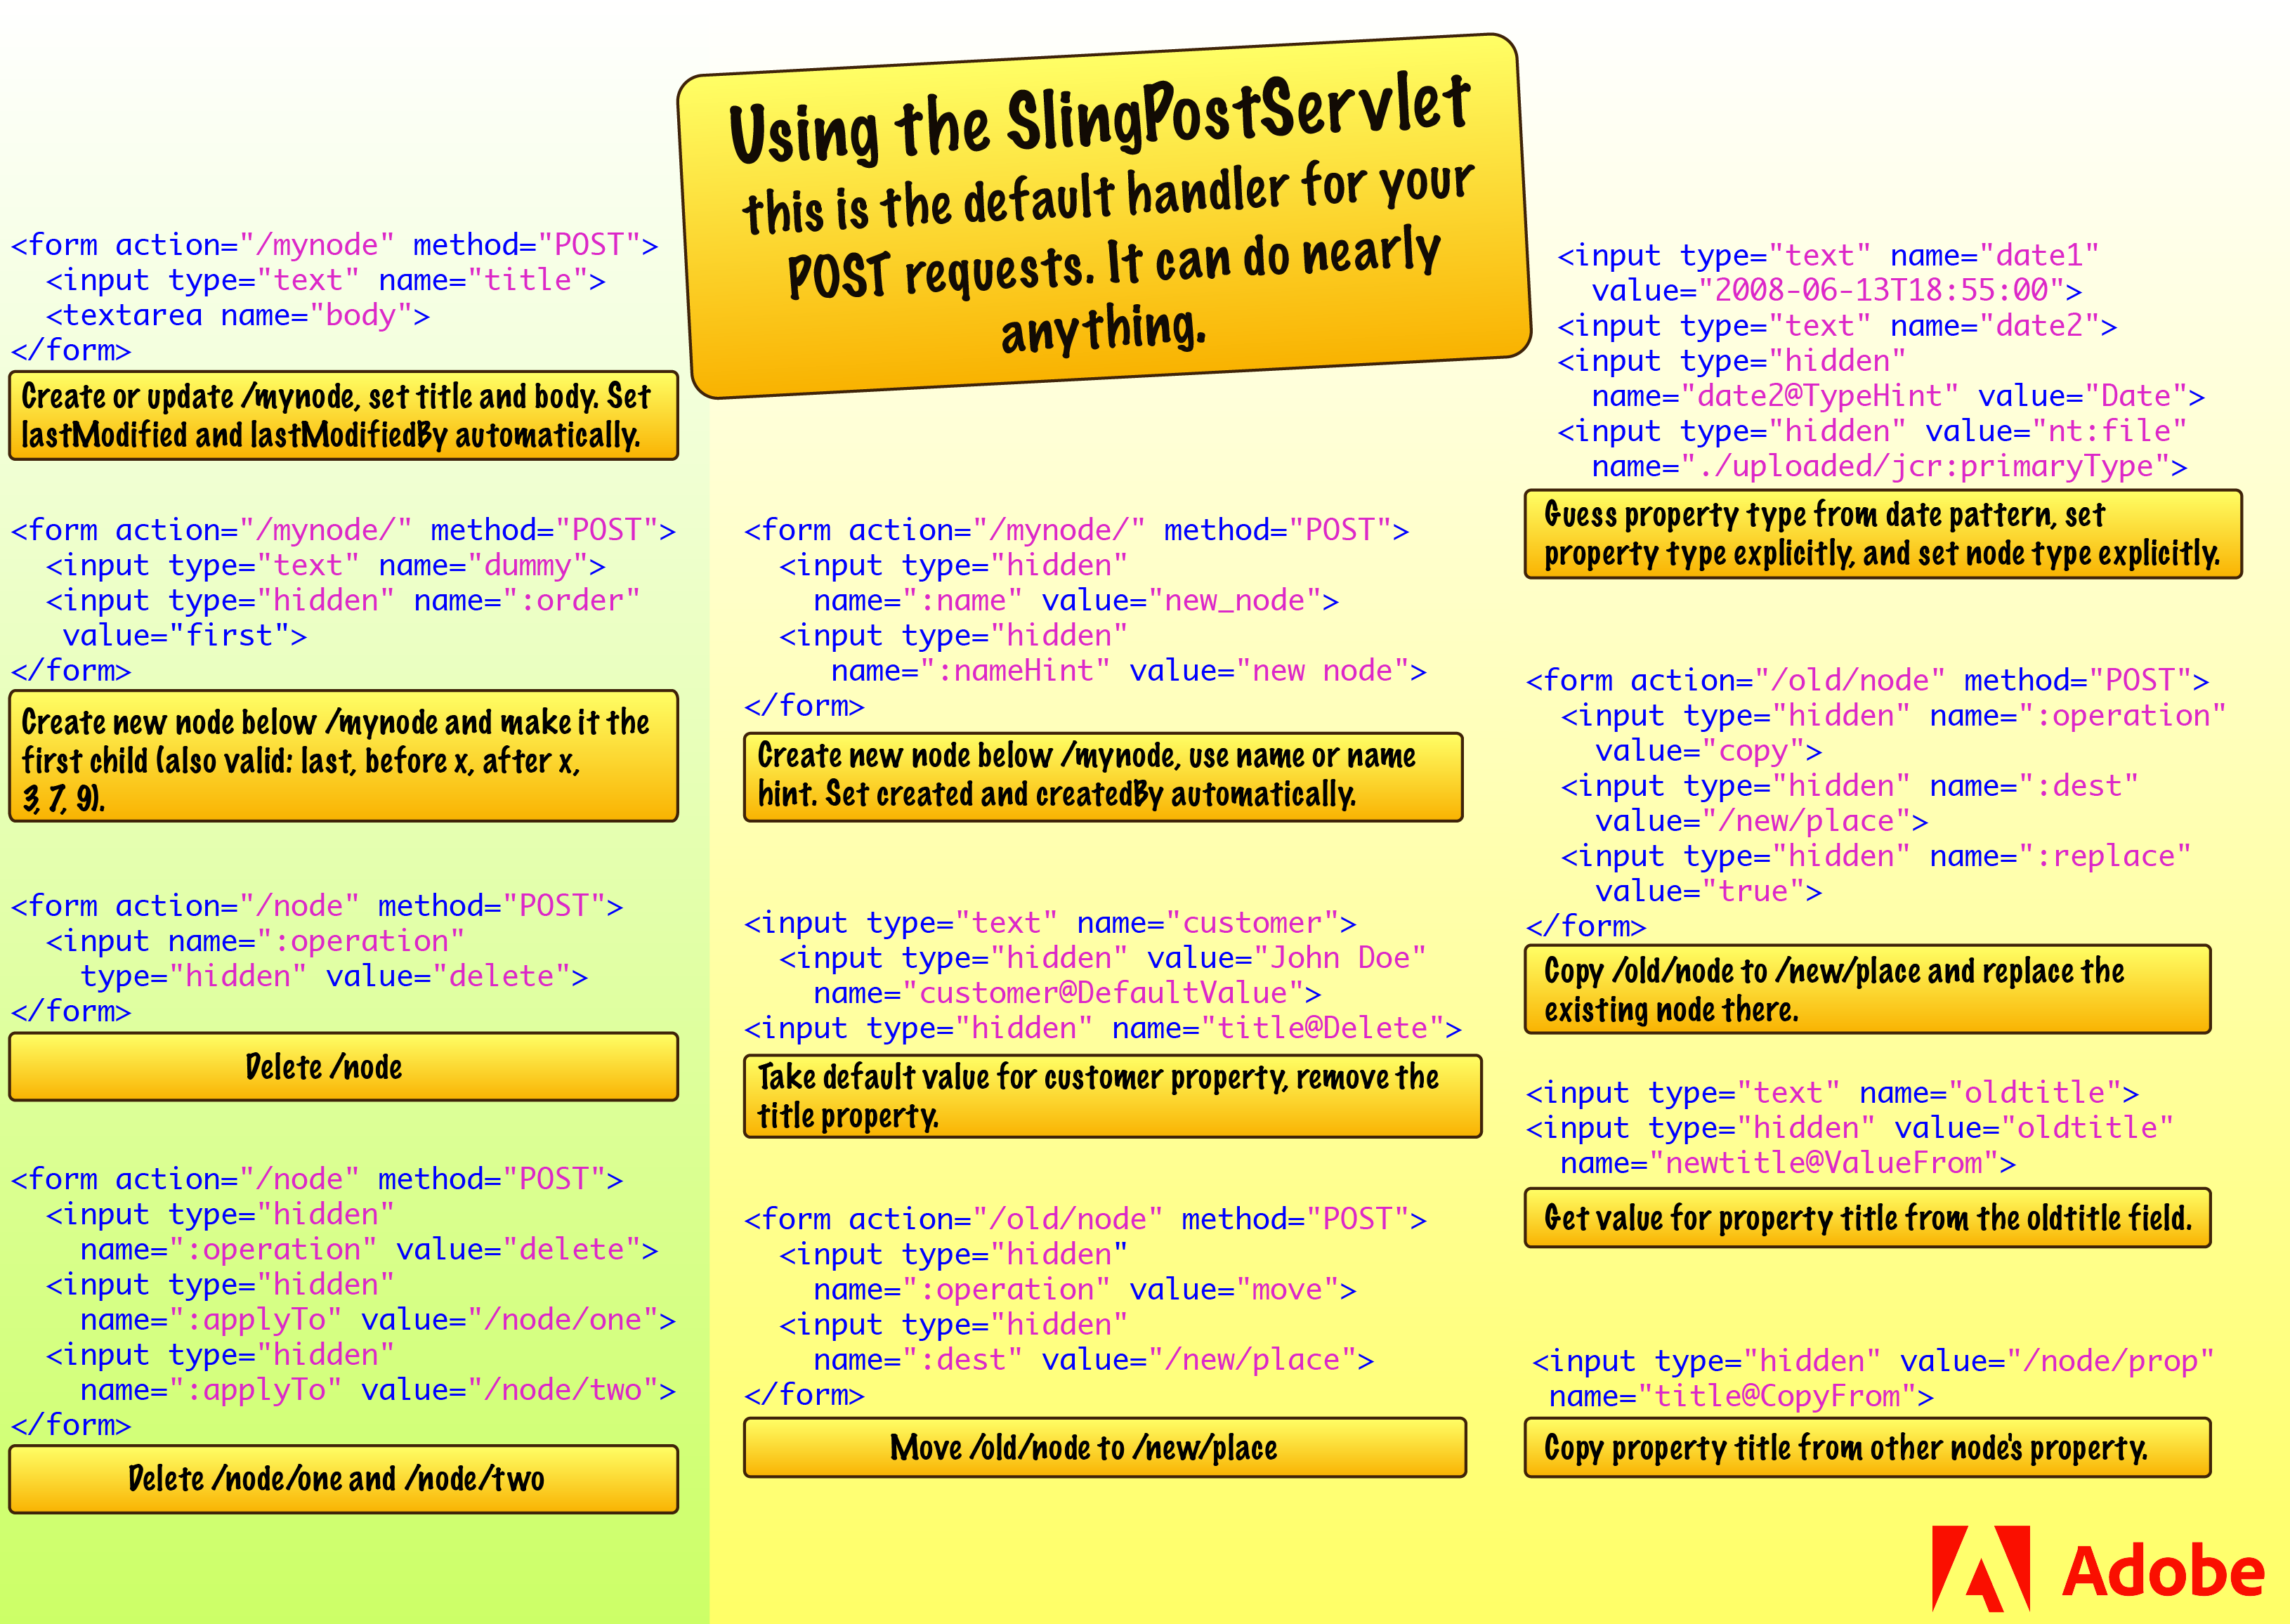 Using the SlingPostServlet
this is the default handler for your
POST requests. It can do nearly
anything.
<form action="/mynode" method="POST">
<input type="text" name="title">
<textarea name="body">
</form>
Create or update /mynode, set title and body. Set
lastModified and lastModifiedBy automatically.
<form action="/mynode/" method="POST">
<input type="text" name="dummy">
<input type="hidden" name=":order"
value="first">
</form>
Create new node below /mynode and make it the
first child (also valid: last, before x, after x,
3, 7, 9).
<form action="/node" method="POST">
<input name=":operation"
type="hidden" value="delete">
</form>
Delete /node
<form action="/node" method="POST">
<input type="hidden"
name=":operation" value="delete">
<input type="hidden"
name=":applyTo" value="/node/one">
<input type="hidden"
name=":applyTo" value="/node/two">
</form>
Delete /node/one and /node/two
<form action="/mynode/" method="POST">
<input type="hidden"
name=":name" value="new_node">
<input type="hidden"
name=":nameHint" value="new node">
</form>
Create new node below /mynode, use name or name
hint. Set created and createdBy automatically.
<input type="text" name="customer">
<input type="hidden" value="John Doe"
name="customer@DefaultValue">
<input type="hidden" name="title@Delete">
Take default value for customer property, remove the
title property.
<form action="/old/node" method="POST">
<input type="hidden"
name=":operation" value="move">
<input type="hidden"
name=":dest" value="/new/place">
</form>
Move /old/node to /new/place
<input type="text" name="date1"
value="2008-06-13T18:55:00">
<input type="text" name="date2">
<input type="hidden"
name="date2@TypeHint" value="Date">
<input type="hidden" value="nt:file"
name="./uploaded/jcr:primaryType">
Guess property type from date pattern, set
property type explicitly, and set node type explicitly.
<form action="/old/node" method="POST">
<input type="hidden" name=":operation"
value="copy">
<input type="hidden" name=":dest"
value="/new/place">
<input type="hidden" name=":replace"
value="true">
</form>
Copy /old/node to /new/place and replace the
existing node there.
<input type="text" name="oldtitle">
<input type="hidden" value="oldtitle"
name="newtitle@ValueFrom">
Get value for property title from the oldtitle field.
<input type="hidden" value="/node/prop"
name="title@CopyFrom">
Copy property title from other node's property.
Adobe